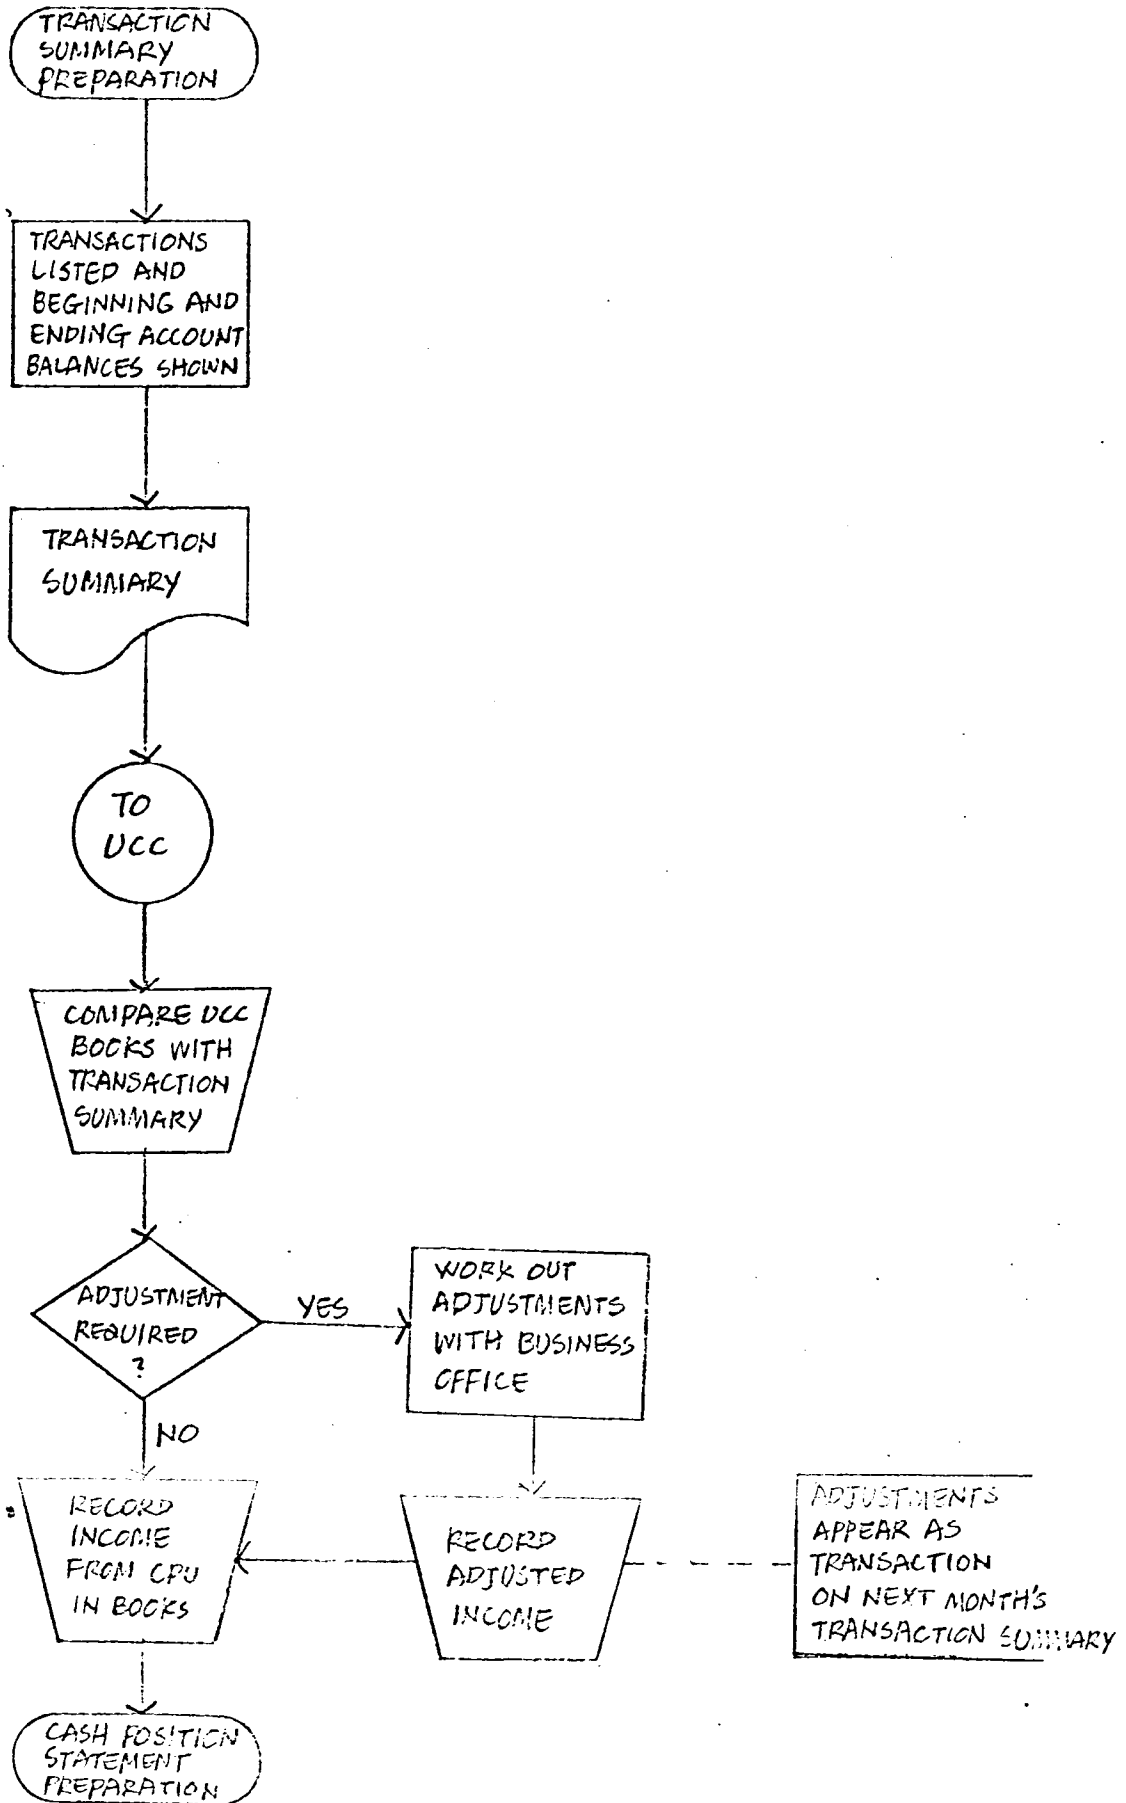 TRANSACTION
SUMMARY
PREPARATION
TRANSACTIONS
LISTED AND
BEGINNING AND
ENDING ACCOUNT
BALANCES SHOWN
TRANSACTION
SUMMARY
TO
UCC
COMPARE UCC
BOOKS WITH
TRANSACTION
SUMMARY
ADJUSTMENT
REQUIRED
?
YES
WORK OUT
ADJUSTMENTS
WITH BUSINESS
OFFICE
NO
RECORD
INCOME
FROM CPU
IN BOOKS
RECORD
ADJUSTED
INCOME
ADJUSTMENTS
APPEAR AS
TRANSACTION
ON NEXT MONTH'S
TRANSACTION SUMMARY
CASH POSITION
STATEMENT
PREPARATION